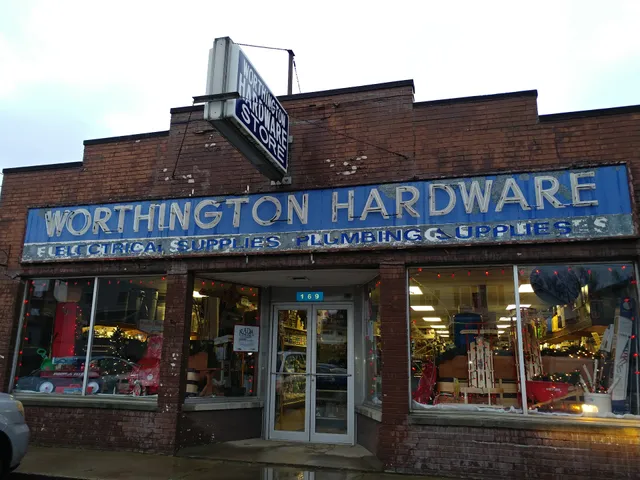 WORTHINGTON
HARDWARE
STORE
WORTHINGTON HARDWARE
ELECTRICAL SUPPLIES PLUMBING SUPPLIES
169